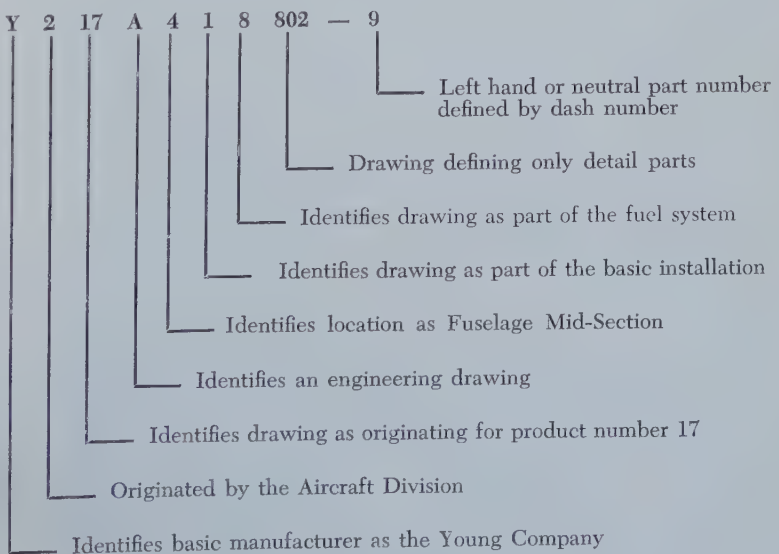 Y 2 17 A 4 1 8 802 — 9
Left hand or neutral part number
defined by dash number
Drawing defining only detail parts
Identifies drawing as part of the fuel system
Identifies drawing as part of the basic installation
Identifies location as Fuselage Mid-Section
Identifies an engineering drawing
Identifies drawing as originating for product number 17
Originated by the Aircraft Division
Identifies basic manufacturer as the Young Company